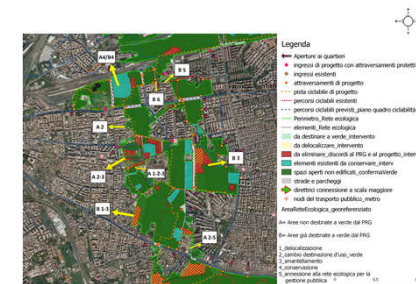 A4/B4
B 5
B 6
A 2
A 2-3
A 1-2-3
B 3
B 1-3
A 2-5
Legenda
Aperture ai quartieri
ingressi di progetto con attraversamenti protetti
ingressi esistenti
attraversamenti di progetto
pista ciclabile di progetto
percorsi ciclabili esistenti
percorsi ciclabili previsti_piano quadro ciclabilità
Perimetro_Rete ecologica
elementi_Rete ecologica
da destinare a verde_intervento
da delocalizzare_intervento
da eliminare_discordi al PRG e al progetto_inter
elementi esistenti da conservare_interv
spazi aperti non edificati_confermaVerde
strade e parcheggi
direttrici connessione a scala maggiore
nodi del trasporto pubblico_metro
AreaReteEcologica_georeferenziato
A= Aree non destinate a verde dal PRG
B= Aree già destinate a verde dal PRG
1_delocalizzazione
2_cambio destinazione d'uso_verde
3_smantellamento
4_conservazione
5_annessione alla rete ecologica per la
gestione pubblica
0.5